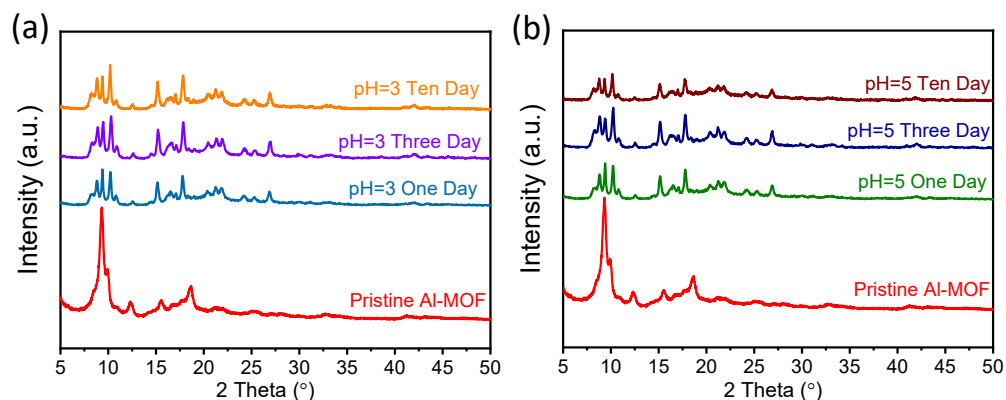 (a)
Intensity (a.u.)
pH=3 Ten Day
pH=3 Three Day
pH=3 One Day
Pristine Al-MOF
5 10 15 20 25 30 35 40 45 50
2 Theta (°)
(b)
Intensity (a.u.)
pH=5 Ten Day
pH=5 Three Day
pH=5 One Day
Pristine Al-MOF
5 10 15 20 25 30 35 40 45 50
2 Theta (°)